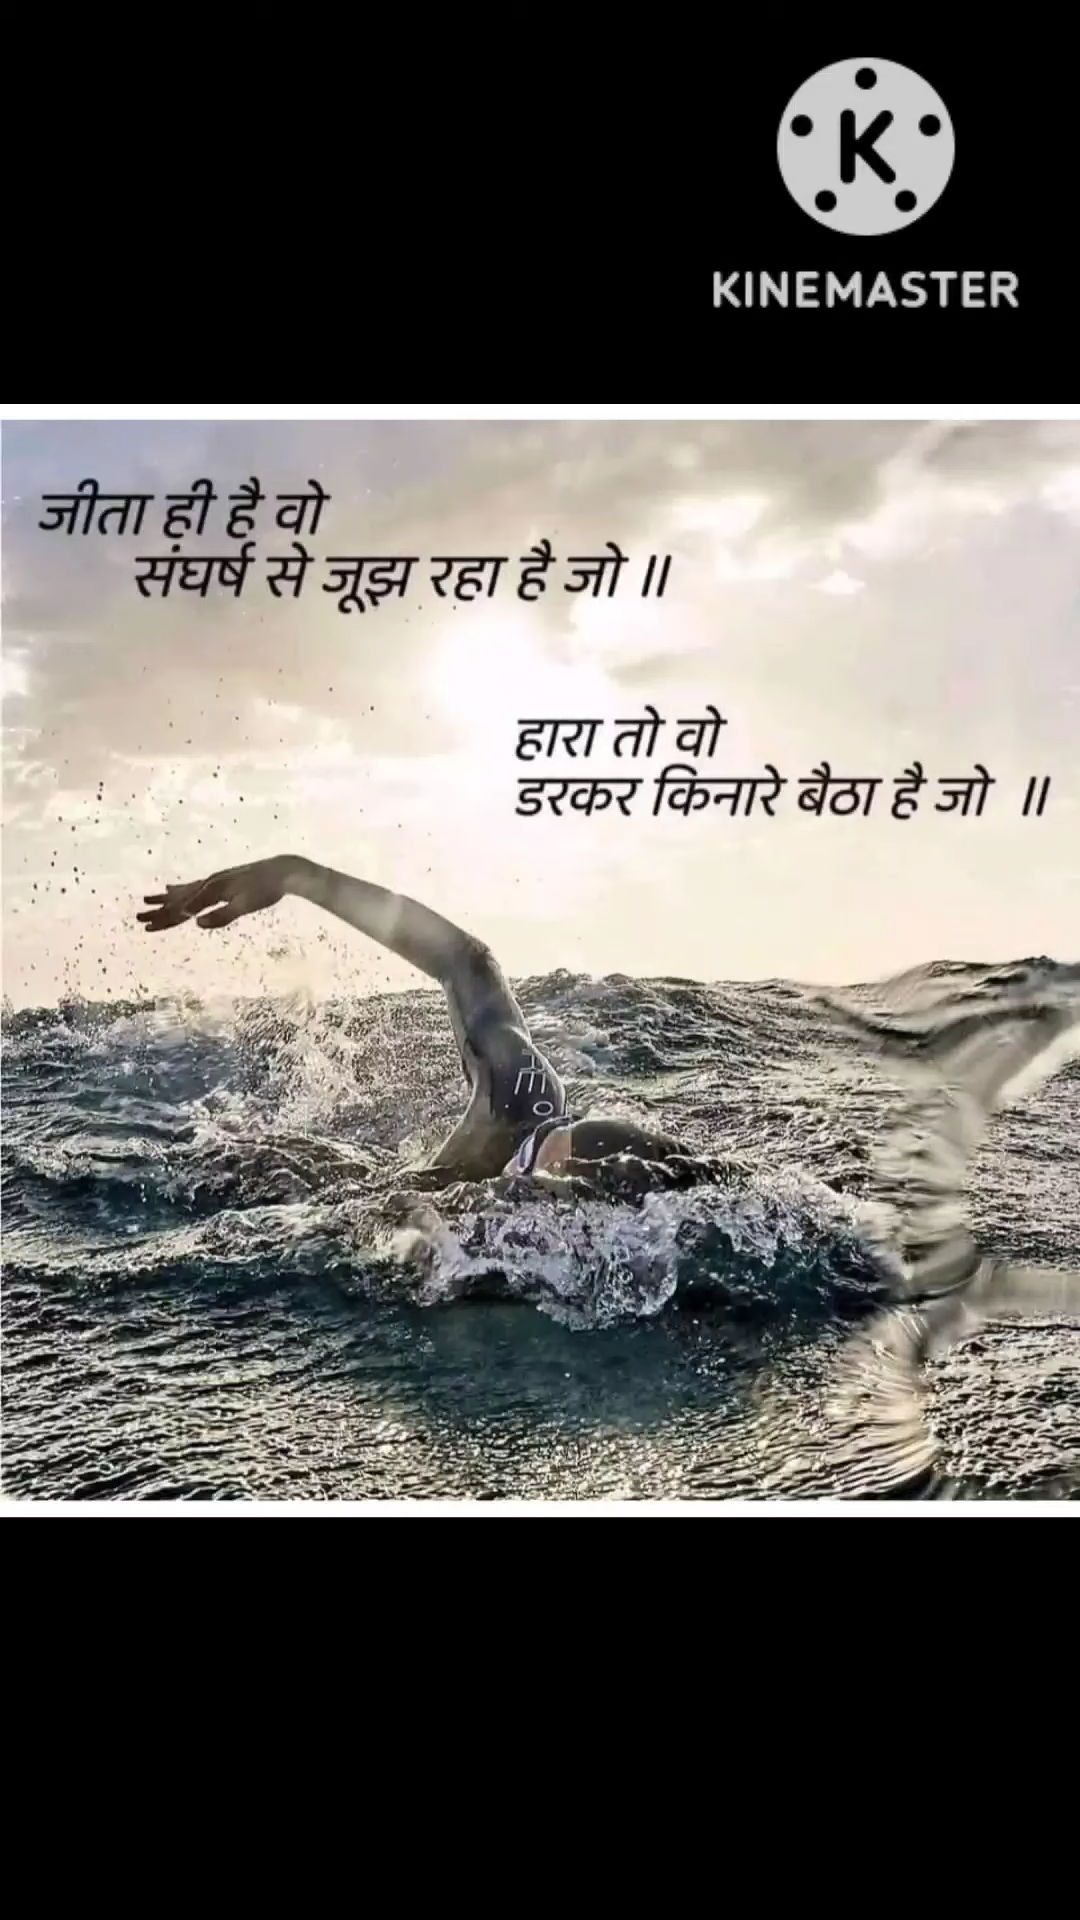 KINEMASTER
जीता ही है वो
संघर्ष से जूझ रहा है जो ॥
हारा तो वो
डरकर किनारे बैठा है जो ॥